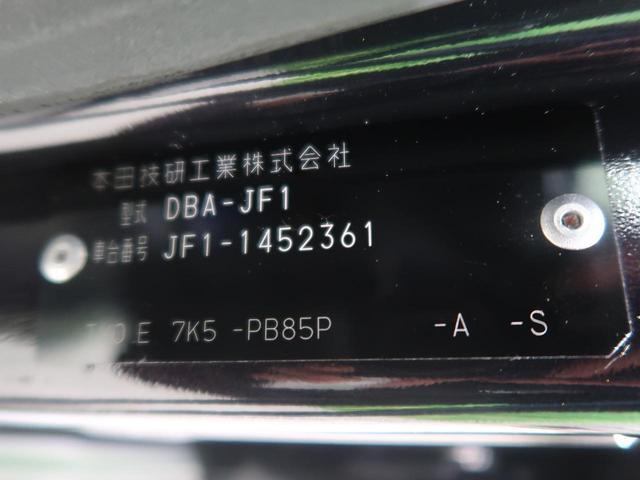 本田技研工業株式会社
型式 DBA-JF1
車台番号 JF1-1452361
7K5 -PB85P -A -S